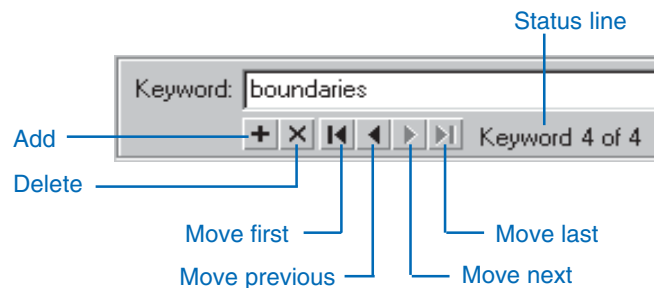 Status line
Keyword: boundaries
Add
Keyword 4 of 4
Delete
Move first
Move last
Move previous
Move next